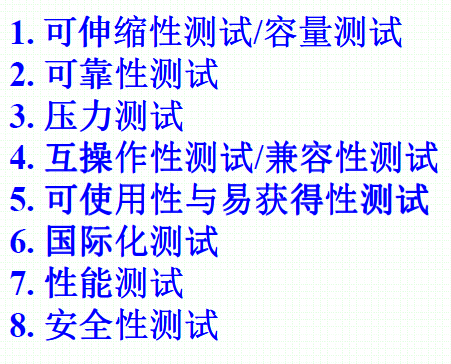 1. 可伸缩性测试/容量测试
2. 可靠性测试
3. 压力测试
4. 互操作性测试/兼容性测试
5. 可使用性与易获得性测试
6. 国际化测试
7. 性能测试
8. 安全性测试